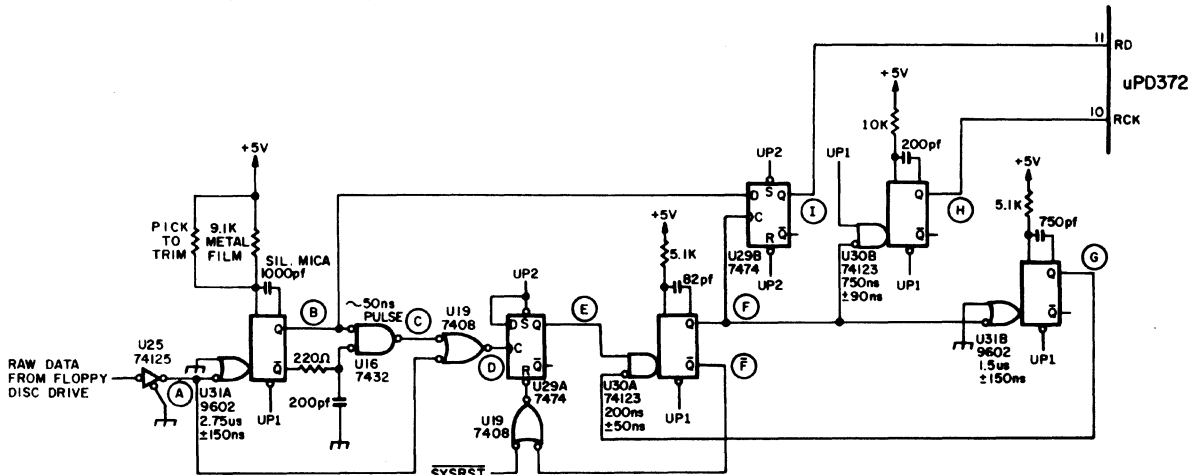 11
RD
uPD372
10
RCK
+5V
10K
200pf
UP1
UP2
D
S
Q
C
R
Q̅
I
H
U29B
7474
UP2
U30B
74123
750ns
±90ns
Q
Q̅
UP1
+5V
5.1K
750pf
Q
Q̅
G
U31B
9602
1.5us
±150ns
UP1
+5V
PICK
TO
TRIM
9.1K
METAL
FILM
SIL. MICA
1000pf
B
~50ns
PULSE
C
U19
7408
UP2
D
S
Q
C
R
Q̅
E
+5V
5.1K
82pf
Q
Q̅
F
F̅
Q
Q̅
220Ω
U16
7432
D
U29A
7474
U30A
74123
200ns
±50ns
UP1
RAW DATA
FROM FLOPPY
DISC DRIVE
U25
74125
A
U31A
9602
2.75us
±150ns
UP1
200pf
U19
7408
S̅Y̅S̅R̅S̅T̅